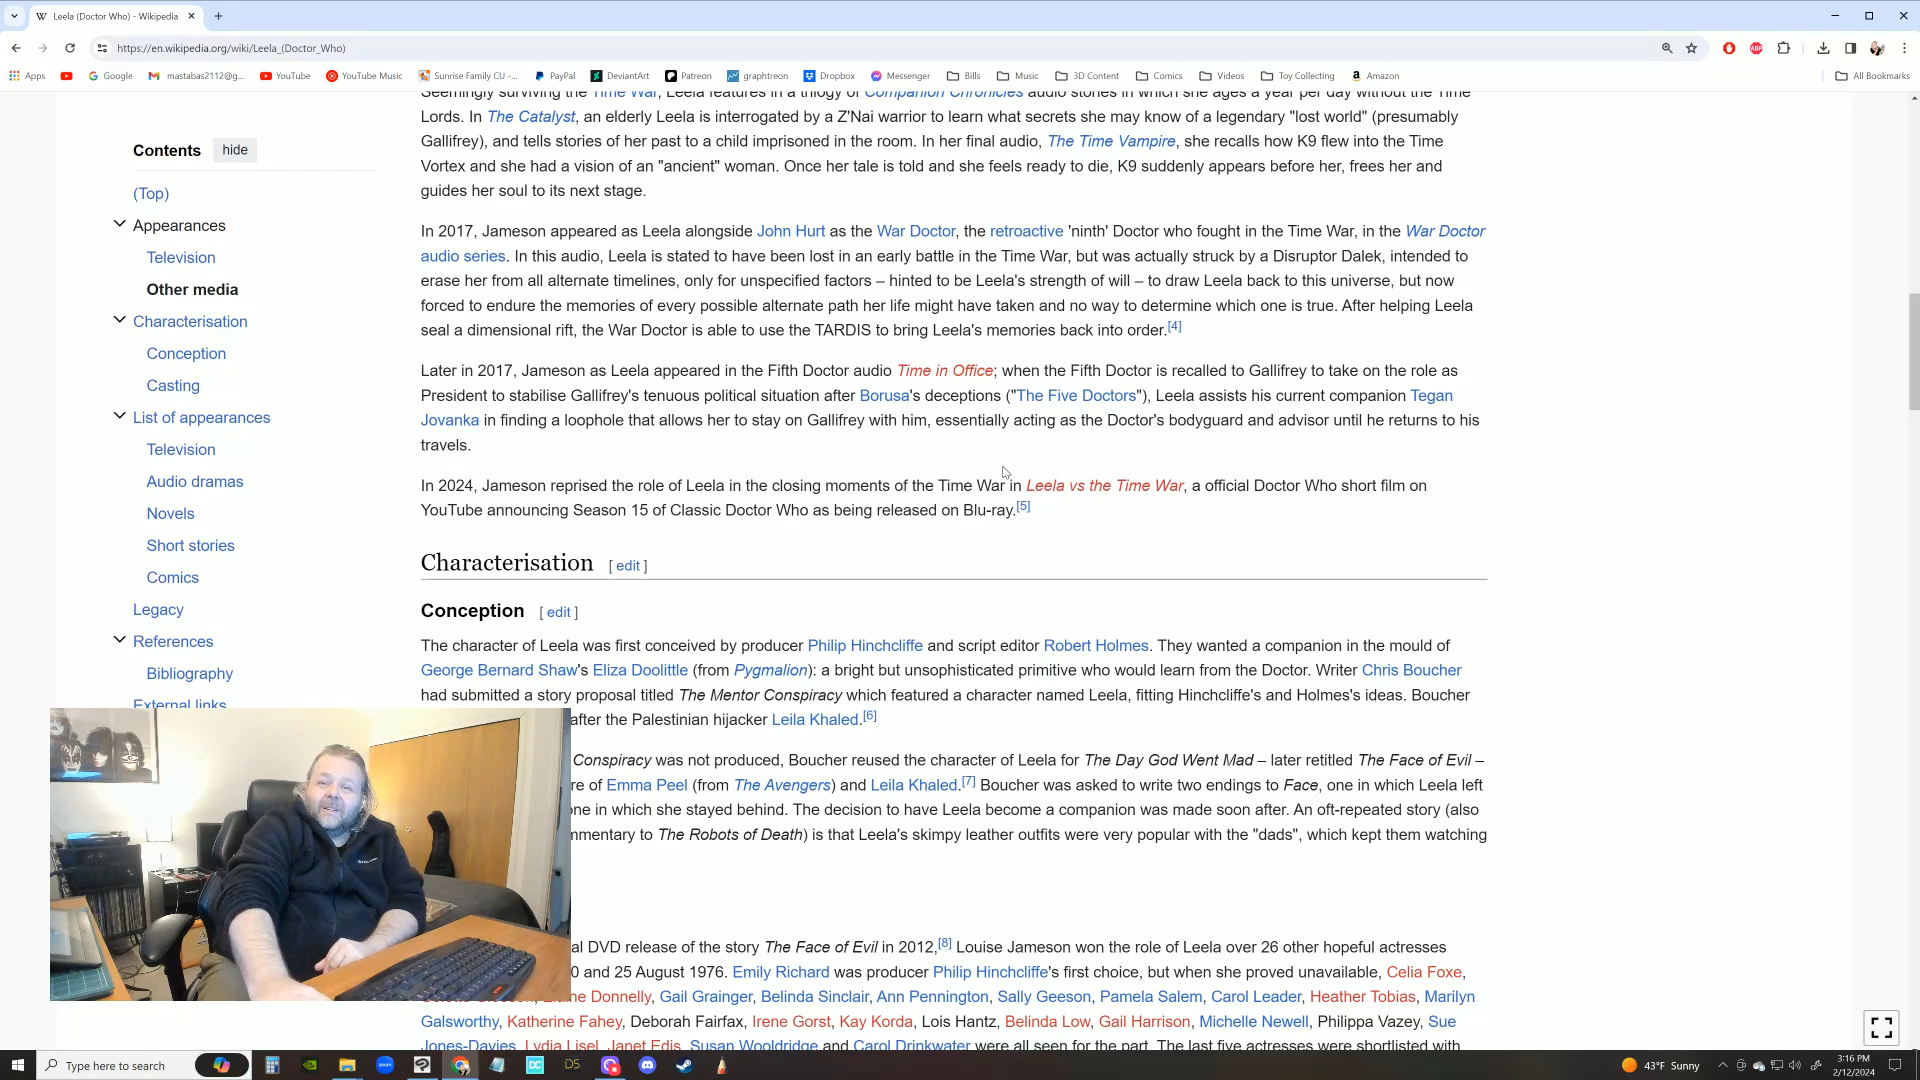 Leela (Doctor Who) - Wikipedia
https://en.wikipedia.org/wiki/Leela_(Doctor_Who)
Apps Google mastabas2112@g... YouTube YouTube Music Sunrise Family CU -... PayPal DeviantArt Patreon graphtreon Dropbox Messenger Bills Music 3D Content Comics Videos Toy Collecting Amazon All Bookmarks
Contents hide
(Top)
Appearances
Television
Other media
Characterisation
Conception
Casting
List of appearances
Television
Audio dramas
Novels
Short stories
Comics
Legacy
References
Bibliography
External links
Seemingly surviving the Time War, Leela features in a trilogy of Companion Chronicles audio stories in which she ages a year per day without the Time
Lords. In The Catalyst, an elderly Leela is interrogated by a Z'Nai warrior to learn what secrets she may know of a legendary "lost world" (presumably
Gallifrey), and tells stories of her past to a child imprisoned in the room. In her final audio, The Time Vampire, she recalls how K9 flew into the Time
Vortex and she had a vision of an "ancient" woman. Once her tale is told and she feels ready to die, K9 suddenly appears before her, frees her and
guides her soul to its next stage.
In 2017, Jameson appeared as Leela alongside John Hurt as the War Doctor, the retroactive 'ninth' Doctor who fought in the Time War, in the War Doctor
audio series. In this audio, Leela is stated to have been lost in an early battle in the Time War, but was actually struck by a Disruptor Dalek, intended to
erase her from all alternate timelines, only for unspecified factors – hinted to be Leela's strength of will – to draw Leela back to this universe, but now
forced to endure the memories of every possible alternate path her life might have taken and no way to determine which one is true. After helping Leela
seal a dimensional rift, the War Doctor is able to use the TARDIS to bring Leela's memories back into order.[4]
Later in 2017, Jameson as Leela appeared in the Fifth Doctor audio Time in Office; when the Fifth Doctor is recalled to Gallifrey to take on the role as
President to stabilise Gallifrey's tenuous political situation after Borusa's deceptions ("The Five Doctors"), Leela assists his current companion Tegan
Jovanka in finding a loophole that allows her to stay on Gallifrey with him, essentially acting as the Doctor's bodyguard and advisor until he returns to his
travels.
In 2024, Jameson reprised the role of Leela in the closing moments of the Time War in Leela vs the Time War, a official Doctor Who short film on
YouTube announcing Season 15 of Classic Doctor Who as being released on Blu-ray.[5]
Characterisation [ edit ]
Conception [ edit ]
The character of Leela was first conceived by producer Philip Hinchcliffe and script editor Robert Holmes. They wanted a companion in the mould of
George Bernard Shaw's Eliza Doolittle (from Pygmalion): a bright but unsophisticated primitive who would learn from the Doctor. Writer Chris Boucher
had submitted a story proposal titled The Mentor Conspiracy which featured a character named Leela, fitting Hinchcliffe's and Holmes's ideas. Boucher
after the Palestinian hijacker Leila Khaled.[6]
Conspiracy was not produced, Boucher reused the character of Leela for The Day God Went Mad – later retitled The Face of Evil –
re of Emma Peel (from The Avengers) and Leila Khaled.[7] Boucher was asked to write two endings to Face, one in which Leela left
one in which she stayed behind. The decision to have Leela become a companion was made soon after. An oft-repeated story (also
mmentary to The Robots of Death) is that Leela's skimpy leather outfits were very popular with the "dads", which kept them watching
al DVD release of the story The Face of Evil in 2012,[8] Louise Jameson won the role of Leela over 26 other hopeful actresses
0 and 25 August 1976. Emily Richard was producer Philip Hinchcliffe's first choice, but when she proved unavailable, Celia Foxe,
Donnelly, Gail Grainger, Belinda Sinclair, Ann Pennington, Sally Geeson, Pamela Salem, Carol Leader, Heather Tobias, Marilyn
Galsworthy, Katherine Fahey, Deborah Fairfax, Irene Gorst, Kay Korda, Lois Hantz, Belinda Low, Gail Harrison, Michelle Newell, Philippa Vazey, Sue
Jones-Davies, Lydia Lisel, Janet Edis, Susan Wooldridge and Carol Drinkwater were all seen for the part. The last five actresses were shortlisted with
Type here to search
43°F Sunny
3:16 PM
2/12/2024